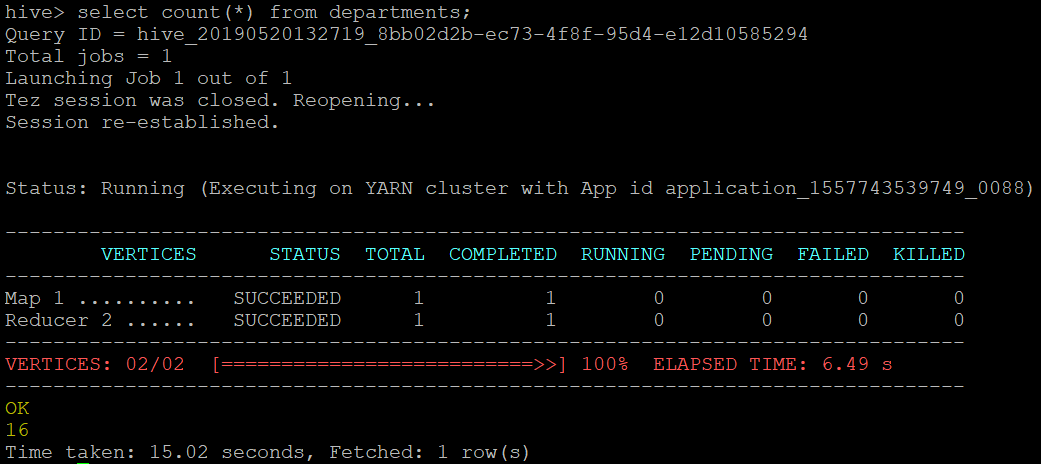 hive> select count(*) from departments;
Query ID = hive_20190520132719_8bb02d2b-ec73-4f8f-95d4-e12d10585294
Total jobs = 1
Launching Job 1 out of 1
Tez session was closed. Reopening...
Session re-established.
Status: Running (Executing on YARN cluster with App id application_1557743539749_0088)
--------------------------------------------------------------------------------
        VERTICES      STATUS  TOTAL  COMPLETED  RUNNING  PENDING  FAILED  KILLED
--------------------------------------------------------------------------------
Map 1 ..........   SUCCEEDED      1          1        0        0       0       0
Reducer 2 ......   SUCCEEDED      1          1        0        0       0       0
--------------------------------------------------------------------------------
VERTICES: 02/02  [==========================>>] 100%  ELAPSED TIME: 6.49 s
--------------------------------------------------------------------------------
OK
16
Time taken: 15.02 seconds, Fetched: 1 row(s)